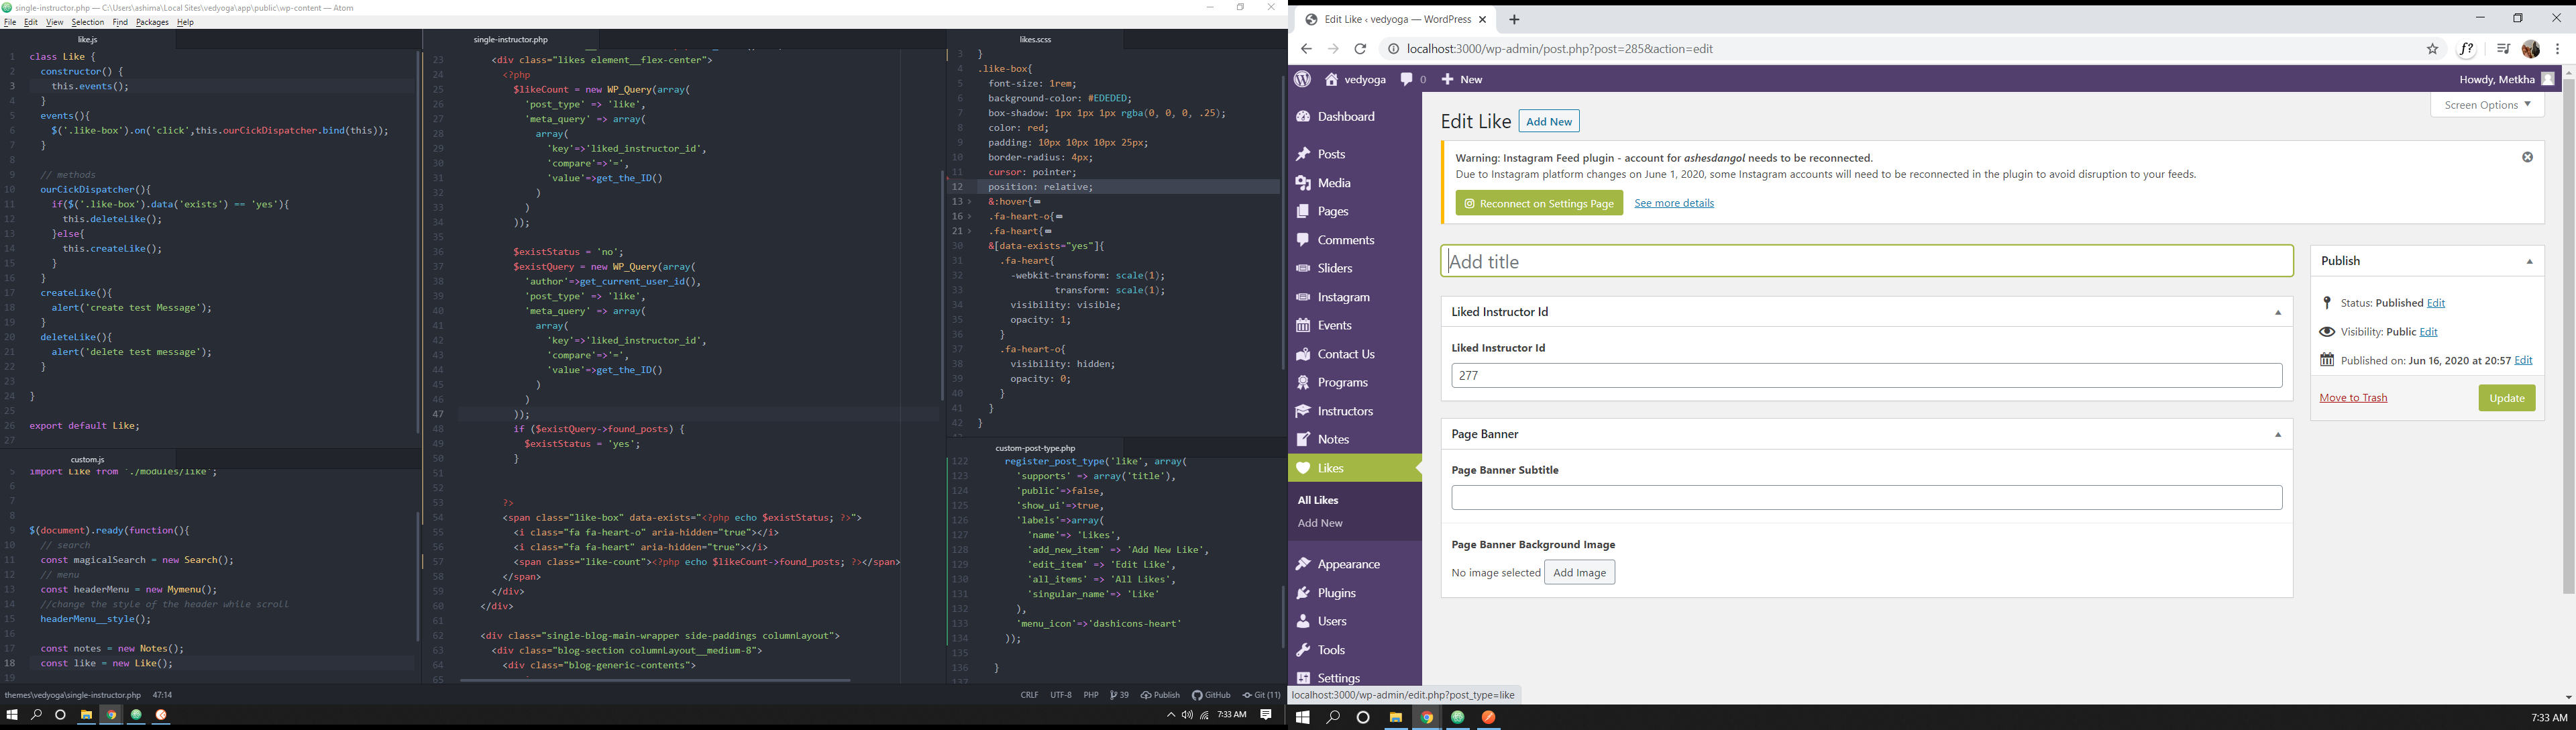 single-instructor.php — C:\Users\ashima\Local Sites\vedyoga\app\public\wp-content — Atom
File Edit View Selection Find Packages Help
like.js
1 class Like {
2 constructor() {
3 this.events();
4 }
5 events(){
6 $('.like-box').on('click',this.ourCickDispatcher.bind(this));
7 }
8
9 // methods
10 ourCickDispatcher(){
11 if($('.like-box').data('exists') == 'yes'){
12 this.deleteLike();
13 }else{
14 this.createLike();
15 }
16 }
17 createLike(){
18 alert('create test Message');
19 }
20 deleteLike(){
21 alert('delete test message');
22 }
23
24 }
25
26 export default Like;
27
custom.js
5 import Like from './modules/like';
6
7
8
9 $(document).ready(function(){
10 // search
11 const magicalSearch = new Search();
12 // menu
13 const headerMenu = new Mymenu();
14 //change the style of the header while scroll
15 headerMenu__style();
16
17 const notes = new Notes();
18 const like = new Like();
19
single-instructor.php
23 <div class="likes element__flex-center">
24 <?php
25 $likeCount = new WP_Query(array(
26 'post_type' => 'like',
27 'meta_query' => array(
28 array(
29 'key'=>'liked_instructor_id',
30 'compare'=>'=',
31 'value'=>get_the_ID()
32 )
33 )
34 ));
35
36 $existStatus = 'no';
37 $existQuery = new WP_Query(array(
38 'author'=>get_current_user_id(),
39 'post_type' => 'like',
40 'meta_query' => array(
41 array(
42 'key'=>'liked_instructor_id',
43 'compare'=>'=',
44 'value'=>get_the_ID()
45 )
46 )
47 ));
48 if ($existQuery->found_posts) {
49 $existStatus = 'yes';
50 }
51
52
53 ?>
54 <span class="like-box" data-exists="<?php echo $existStatus; ?>">
55 <i class="fa fa-heart-o" aria-hidden="true"></i>
56 <i class="fa fa-heart" aria-hidden="true"></i>
57 <span class="like-count"><?php echo $likeCount->found_posts; ?></span>
58 </span>
59 </div>
60 </div>
61
62 <div class="single-blog-main-wrapper side-paddings columnLayout">
63 <div class="blog-section columnLayout__medium-8">
64 <div class="blog-generic-contents">
65
likes.scss
3 }
4 .like-box{
5 font-size: 1rem;
6 background-color: #EDEDED;
7 box-shadow: 1px 1px 1px rgba(0, 0, 0, .25);
8 color: red;
9 padding: 10px 10px 10px 25px;
10 border-radius: 4px;
11 cursor: pointer;
12 position: relative;
13 &:hover{
16 .fa-heart-o{
21 .fa-heart{
30 &[data-exists="yes"]{
31 .fa-heart{
32 -webkit-transform: scale(1);
33 transform: scale(1);
34 visibility: visible;
35 opacity: 1;
36 }
37 .fa-heart-o{
38 visibility: hidden;
39 opacity: 0;
40 }
41 }
42 }
custom-post-type.php
122 register_post_type('like', array(
123 'supports' => array('title'),
124 'public'=>false,
125 'show_ui'=>true,
126 'labels'=>array(
127 'name'=> 'Likes',
128 'add_new_item' => 'Add New Like',
129 'edit_item' => 'Edit Like',
130 'all_items' => 'All Likes',
131 'singular_name'=> 'Like'
132 ),
133 'menu_icon'=>'dashicons-heart'
134 ));
135
136 }
137
themes\vedyoga\single-instructor.php 47:14
CRLF UTF-8 PHP 39 Publish GitHub Git (11)
7:33 AM
Edit Like ‹ vedyoga — WordPress
localhost:3000/wp-admin/post.php?post=285&action=edit
f?
vedyoga 0 New
Howdy, Metkha
Screen Options
Dashboard
Posts
Media
Pages
Comments
Sliders
Instagram
Events
Contact Us
Programs
Instructors
Notes
Likes
All Likes
Add New
Appearance
Plugins
Users
Tools
Settings
Edit Like Add New
Warning: Instagram Feed plugin - account for ashesdangol needs to be reconnected.
Due to Instagram platform changes on June 1, 2020, some Instagram accounts will need to be reconnected in the plugin to avoid disruption to your feeds.
Reconnect on Settings Page See more details
Add title
Liked Instructor Id
Liked Instructor Id
277
Page Banner
Page Banner Subtitle
Page Banner Background Image
No image selected Add Image
Publish
Status: Published Edit
Visibility: Public Edit
Published on: Jun 16, 2020 at 20:57 Edit
Move to Trash Update
localhost:3000/wp-admin/edit.php?post_type=like
7:33 AM